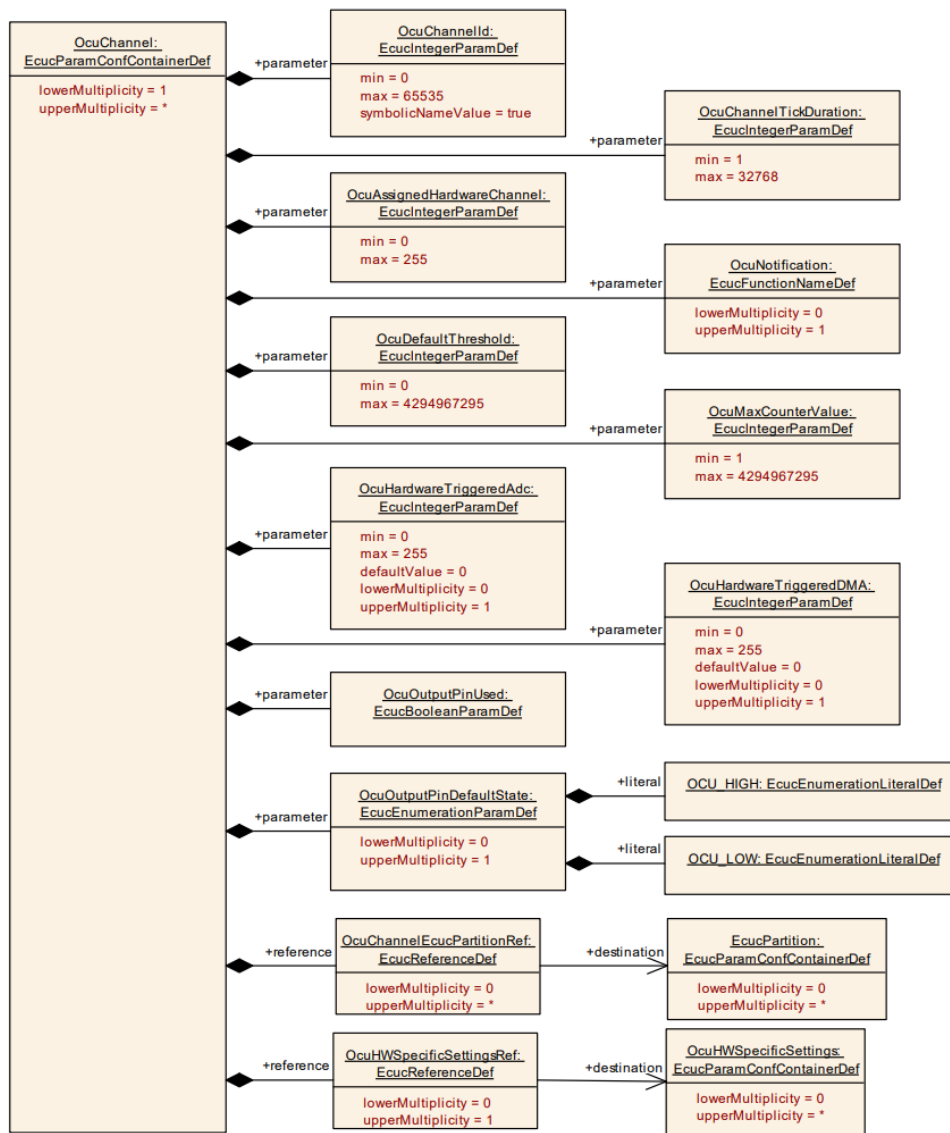 OcuChannel:
EcucParamConfContainerDef
lowerMultiplicity = 1
upperMultiplicity = *
+parameter
OcuChannelId:
EcucIntegerParamDef
min = 0
max = 65535
symbolicNameValue = true
+parameter
OcuChannelTickDuration:
EcucIntegerParamDef
min = 1
max = 32768
+parameter
OcuAssignedHardwareChannel:
EcucIntegerParamDef
min = 0
max = 255
+parameter
OcuNotification:
EcucFunctionNameDef
lowerMultiplicity = 0
upperMultiplicity = 1
+parameter
OcuDefaultThreshold:
EcucIntegerParamDef
min = 0
max = 4294967295
+parameter
OcuMaxCounterValue:
EcucIntegerParamDef
min = 1
max = 4294967295
+parameter
OcuHardwareTriggeredAdc:
EcucIntegerParamDef
min = 0
max = 255
defaultValue = 0
lowerMultiplicity = 0
upperMultiplicity = 1
+parameter
OcuHardwareTriggeredDMA:
EcucIntegerParamDef
min = 0
max = 255
defaultValue = 0
lowerMultiplicity = 0
upperMultiplicity = 1
+parameter
OcuOutputPinUsed:
EcucBooleanParamDef
+parameter
OcuOutputPinDefaultState:
EcucEnumerationParamDef
lowerMultiplicity = 0
upperMultiplicity = 1
+literal
OCU_HIGH: EcucEnumerationLiteralDef
+literal
OCU_LOW: EcucEnumerationLiteralDef
+reference
OcuChannelEcucPartitionRef:
EcucReferenceDef
lowerMultiplicity = 0
upperMultiplicity = *
+destination
EcucPartition:
EcucParamConfContainerDef
lowerMultiplicity = 0
upperMultiplicity = *
+reference
OcuHWSpecificSettingsRef:
EcucReferenceDef
lowerMultiplicity = 0
upperMultiplicity = 1
+destination
OcuHWSpecificSettings:
EcucParamConfContainerDef
lowerMultiplicity = 0
upperMultiplicity = *